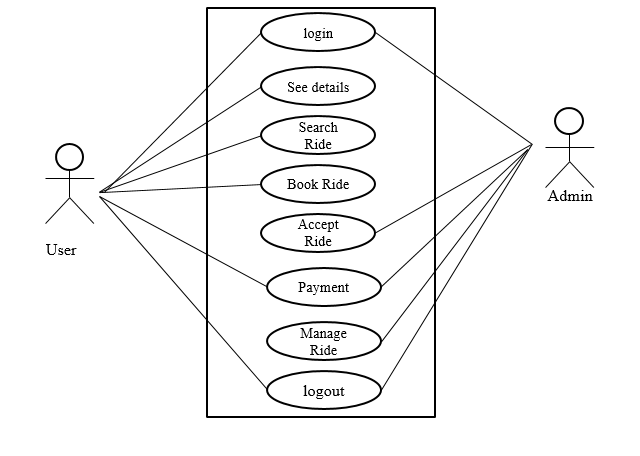 login
See details
Search
Ride
Book Ride
Accept
Ride
Payment
Manage
Ride
logout
User
Admin